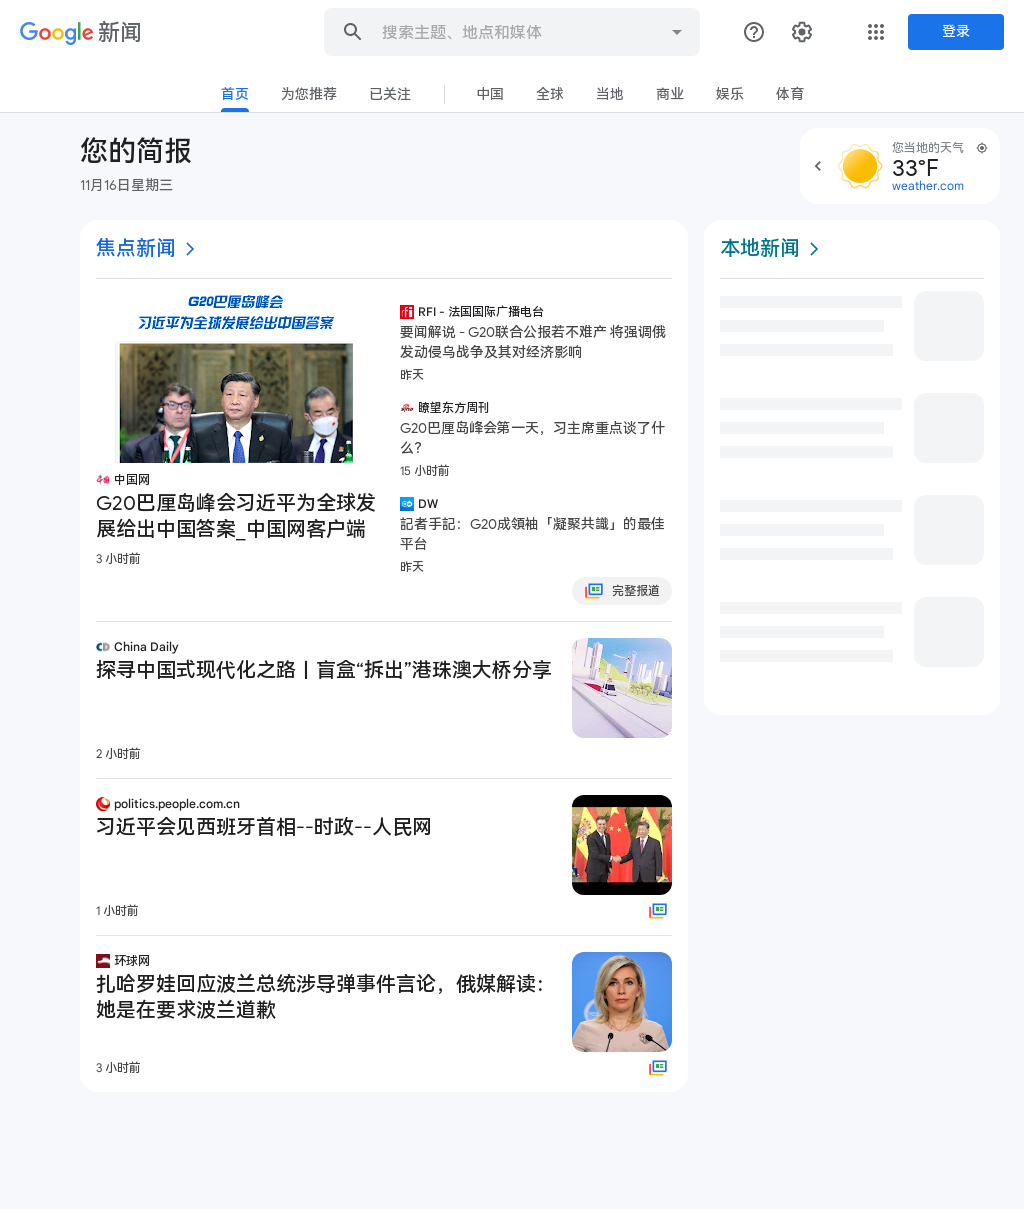 Google 新闻
搜索主题、地点和媒体
登录
首页
为您推荐
已关注
中国
全球
当地
商业
娱乐
体育
您的简报
11月16日星期三
您当地的天气
33°F
weather.com
焦点新闻
G20巴厘岛峰会
习近平为全球发展给出中国答案
中国网
G20巴厘岛峰会习近平为全球发
展给出中国答案_中国网客户端
3 小时前
RFI - 法国国际广播电台
要闻解说 - G20联合公报若不难产 将强调俄
发动侵乌战争及其对经济影响
昨天
瞭望东方周刊
G20巴厘岛峰会第一天，习主席重点谈了什
么？
15 小时前
DW
記者手記：G20成領袖「凝聚共識」的最佳
平台
昨天
完整报道
China Daily
探寻中国式现代化之路丨盲盒“拆出”港珠澳大桥分享
2 小时前
politics.people.com.cn
习近平会见西班牙首相--时政--人民网
1 小时前
环球网
扎哈罗娃回应波兰总统涉导弹事件言论，俄媒解读：
她是在要求波兰道歉
3 小时前
本地新闻